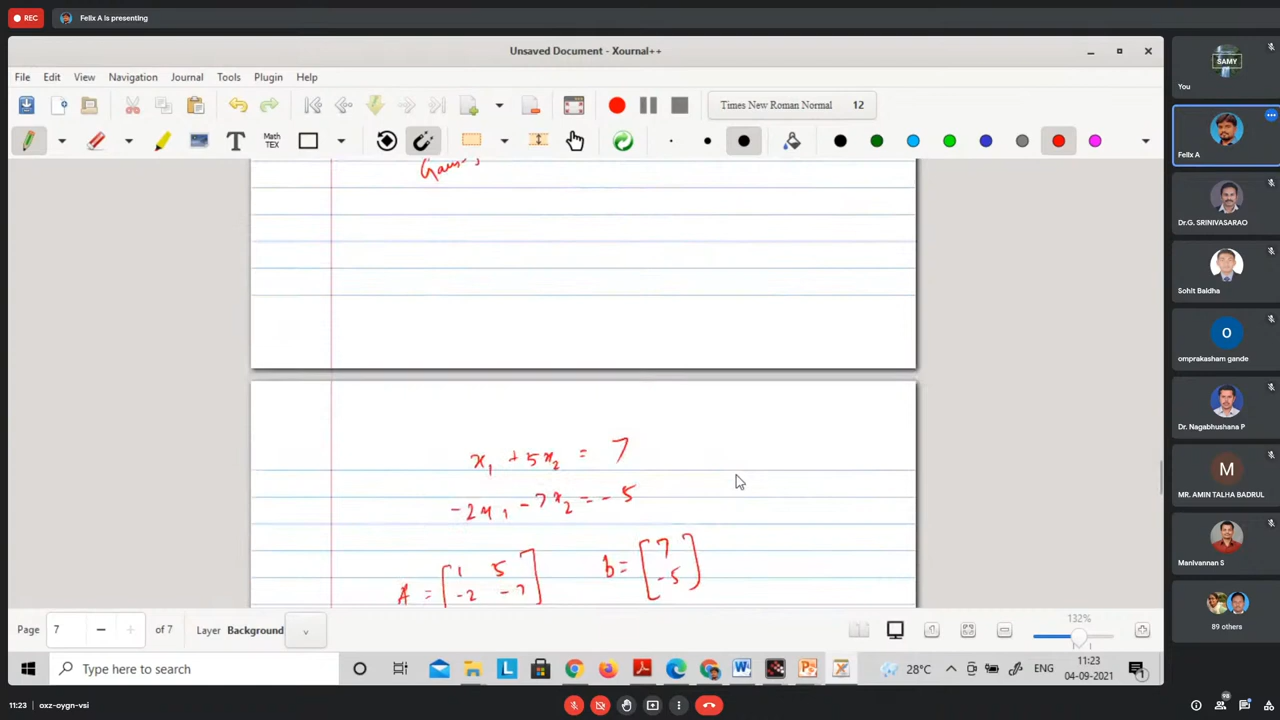 REC
Felix A is presenting
Unsaved Document - Xournal++
File Edit View Navigation Journal Tools Plugin Help
Times New Roman Normal 12
Math
TEX
x₁ + 5x₂ = 7
-2x₁ - 7x₂ = -5
A = [1 5
-2 -7]
b = [7
-5]
Page 7 of 7 Layer Background
132%
Type here to search
28°C
ENG
11:23
04-09-2021
1
SAMY
You
Felix A
Dr.G. SRINIVASARAO
Sohit Baldha
O
omprakasham gande
Dr. Nagabhushana P
M
MR. AMIN TALHA BADRUL
Manivannan S
89 others
11:23 oxz-oygn-vsi
98